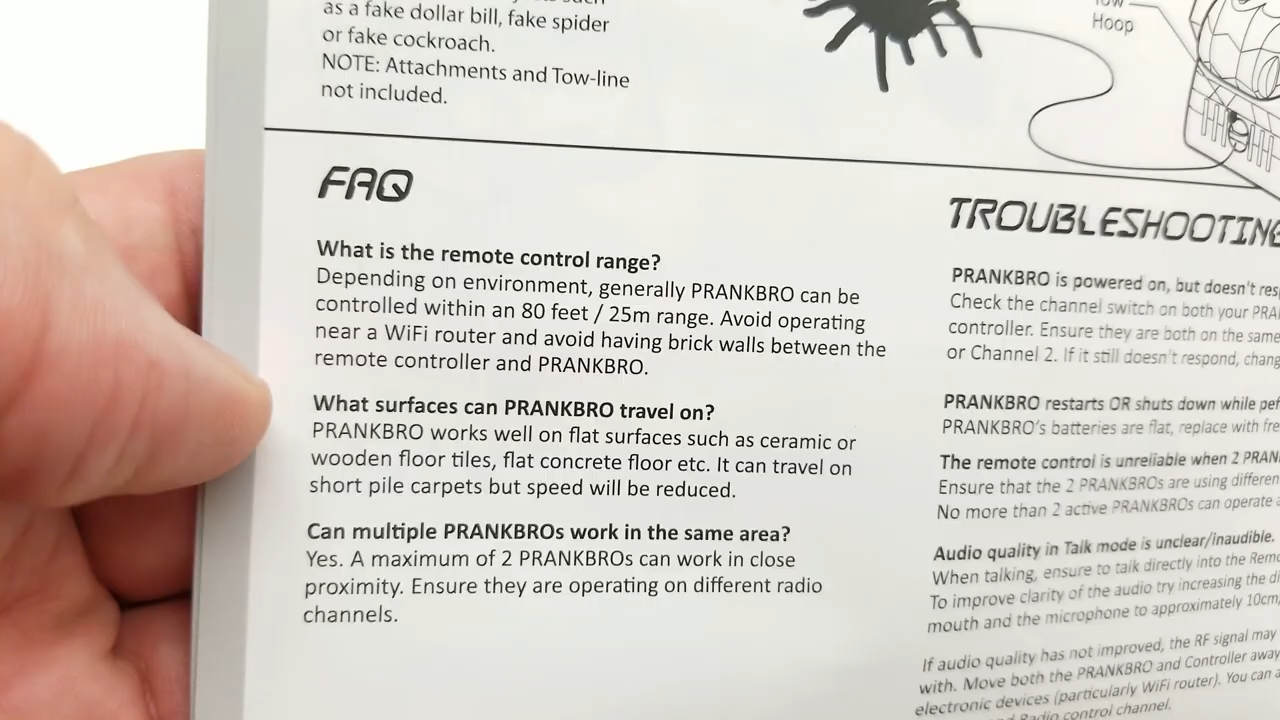 as a fake dollar bill, fake spider
or fake cockroach.
NOTE: Attachments and Tow-line
not included.
Hoop
FAQ
What is the remote control range?
Depending on environment, generally PRANKBRO can be
controlled within an 80 feet / 25m range. Avoid operating
near a WiFi router and avoid having brick walls between the
remote controller and PRANKBRO.
What surfaces can PRANKBRO travel on?
PRANKBRO works well on flat surfaces such as ceramic or
wooden floor tiles, flat concrete floor etc. It can travel on
short pile carpets but speed will be reduced.
Can multiple PRANKBROs work in the same area?
Yes. A maximum of 2 PRANKBROs can work in close
proximity. Ensure they are operating on different radio
channels.
TROUBLESHOOTING
PRANKBRO is powered on, but doesn't
Check the channel switch on both your
controller. Ensure they are both on the same
or Channel 2. If it still doesn't respond,
PRANKBRO restarts OR shuts down while
PRANKBRO's batteries are flat, replace with
The remote control is unreliable when 2
Ensure that the 2 PRANKBROs are using
No more than 2 active PRANKBROs can operate
Audio quality in Talk mode is unclear/inaudible.
When talking, ensure to talk directly into the
To improve clarity of the audio try increasing the
mouth and the microphone to approximately 10cm
If audio quality has not improved, the RF signal may
with. Move both the PRANKBRO and Controller away
electronic devices (particularly WiFi router). You can
Radio control channel.